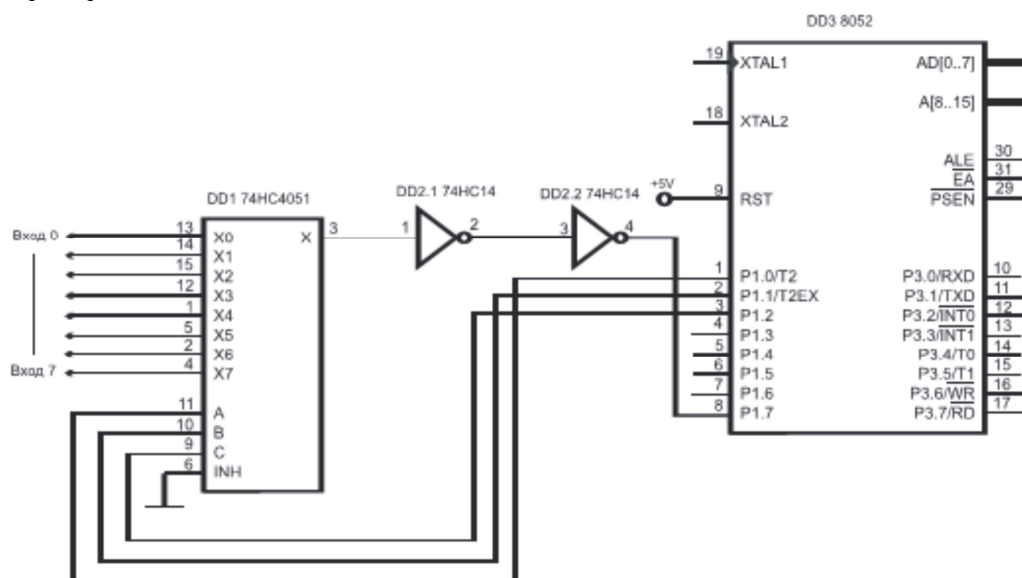 DD3 8052
19 XTAL1
18 XTAL2
+5V
9 RST
1 P1.0/T2
2 P1.1/T2EX
3 P1.2
4 P1.3
5 P1.4
6 P1.5
7 P1.6
8 P1.7
AD[0..7]
A[8..15]
ALE 30
EA 31
PSEN 29
P3.0/RXD 10
P3.1/TXD 11
P3.2/INT0 12
P3.3/INT1 13
P3.4/T0 14
P3.5/T1 15
P3.6/WR 16
P3.7/RD 17
DD1 74HC4051
Вход 0
Вход 7
13 X0
14 X1
15 X2
12 X3
1 X4
5 X5
2 X6
4 X7
11 A
10 B
9 C
6 INH
X 3
DD2.1 74HC14
1 2
DD2.2 74HC14
3 4